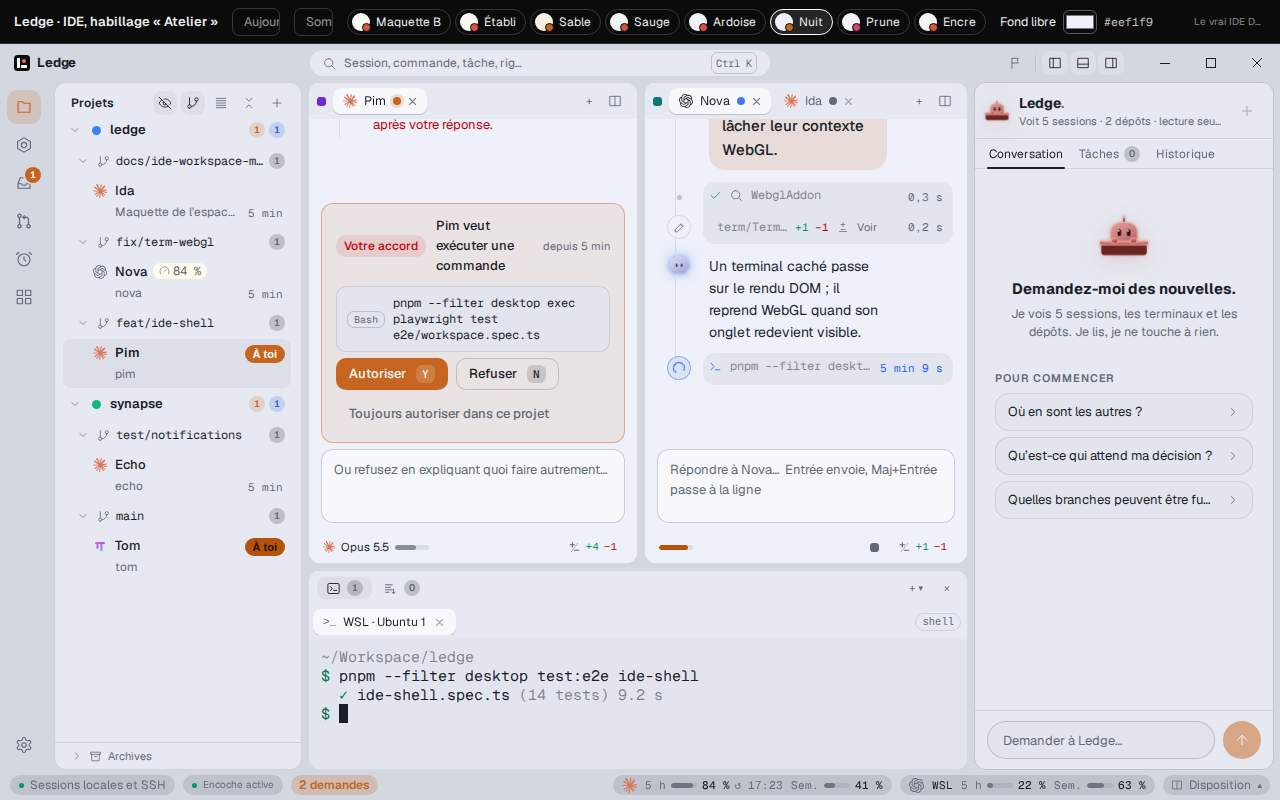 Ledge · IDE, habillage « Atelier »
Aujour
Som
Maquette B
Établi
Sable
Sauge
Ardoise
Nuit
Prune
Encre
Fond libre
#eef1f9
Le vrai IDE D…
Ledge
Session, commande, tâche, rig…
Ctrl K
Projets
ledge
1
1
docs/ide-workspace-m…
1
Ida
Maquette de l'espac…
5 min
fix/term-webgl
1
Nova
84 %
nova
5 min
feat/ide-shell
1
Pim
À toi
pim
synapse
1
1
test/notifications
1
Echo
echo
5 min
main
1
Tom
À toi
tom
Archives
1
Pim
après votre réponse.
Votre accord
Pim veut
exécuter une
commande
depuis 5 min
Bash
pnpm --filter desktop exec
playwright test
e2e/workspace.spec.ts
Autoriser Y
Refuser N
Toujours autoriser dans ce projet
Ou refusez en expliquant quoi faire autrement…
Opus 5.5
+4 −1
Nova
Ida
lâcher leur contexte
WebGL.
WebglAddon
0,3 s
term/Term… +1 −1 ± Voir 0,2 s
Un terminal caché passe
sur le rendu DOM ; il
reprend WebGL quand son
onglet redevient visible.
pnpm --filter deskt… 5 min 9 s
Répondre à Nova… Entrée envoie, Maj+Entrée
passe à la ligne
+1 −1
1
0
>_ WSL · Ubuntu 1
shell
~/Workspace/ledge
$ pnpm --filter desktop test:e2e ide-shell
✓ ide-shell.spec.ts (14 tests) 9.2 s
$
Ledge.
Voit 5 sessions · 2 dépôts · lecture seu…
Conversation
Tâches 0
Historique
Demandez-moi des nouvelles.
Je vois 5 sessions, les terminaux et les
dépôts. Je lis, je ne touche à rien.
POUR COMMENCER
Où en sont les autres ?
Qu'est-ce qui attend ma décision ?
Quelles branches peuvent être fu…
Demander à Ledge…
Sessions locales et SSH
Encoche active
2 demandes
5 h 84 % ↺ 17:23 Sem. 41 %
WSL 5 h 22 % Sem. 63 %
Disposition